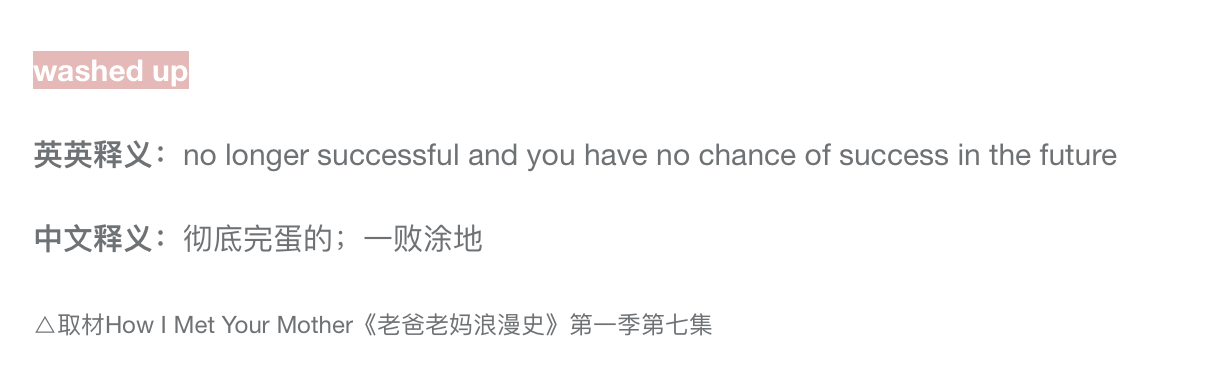 washed up
英英释义：no longer successful and you have no chance of success in the future
中文释义：彻底完蛋的；一败涂地
△取材How I Met Your Mother《老爸老妈浪漫史》第一季第七集